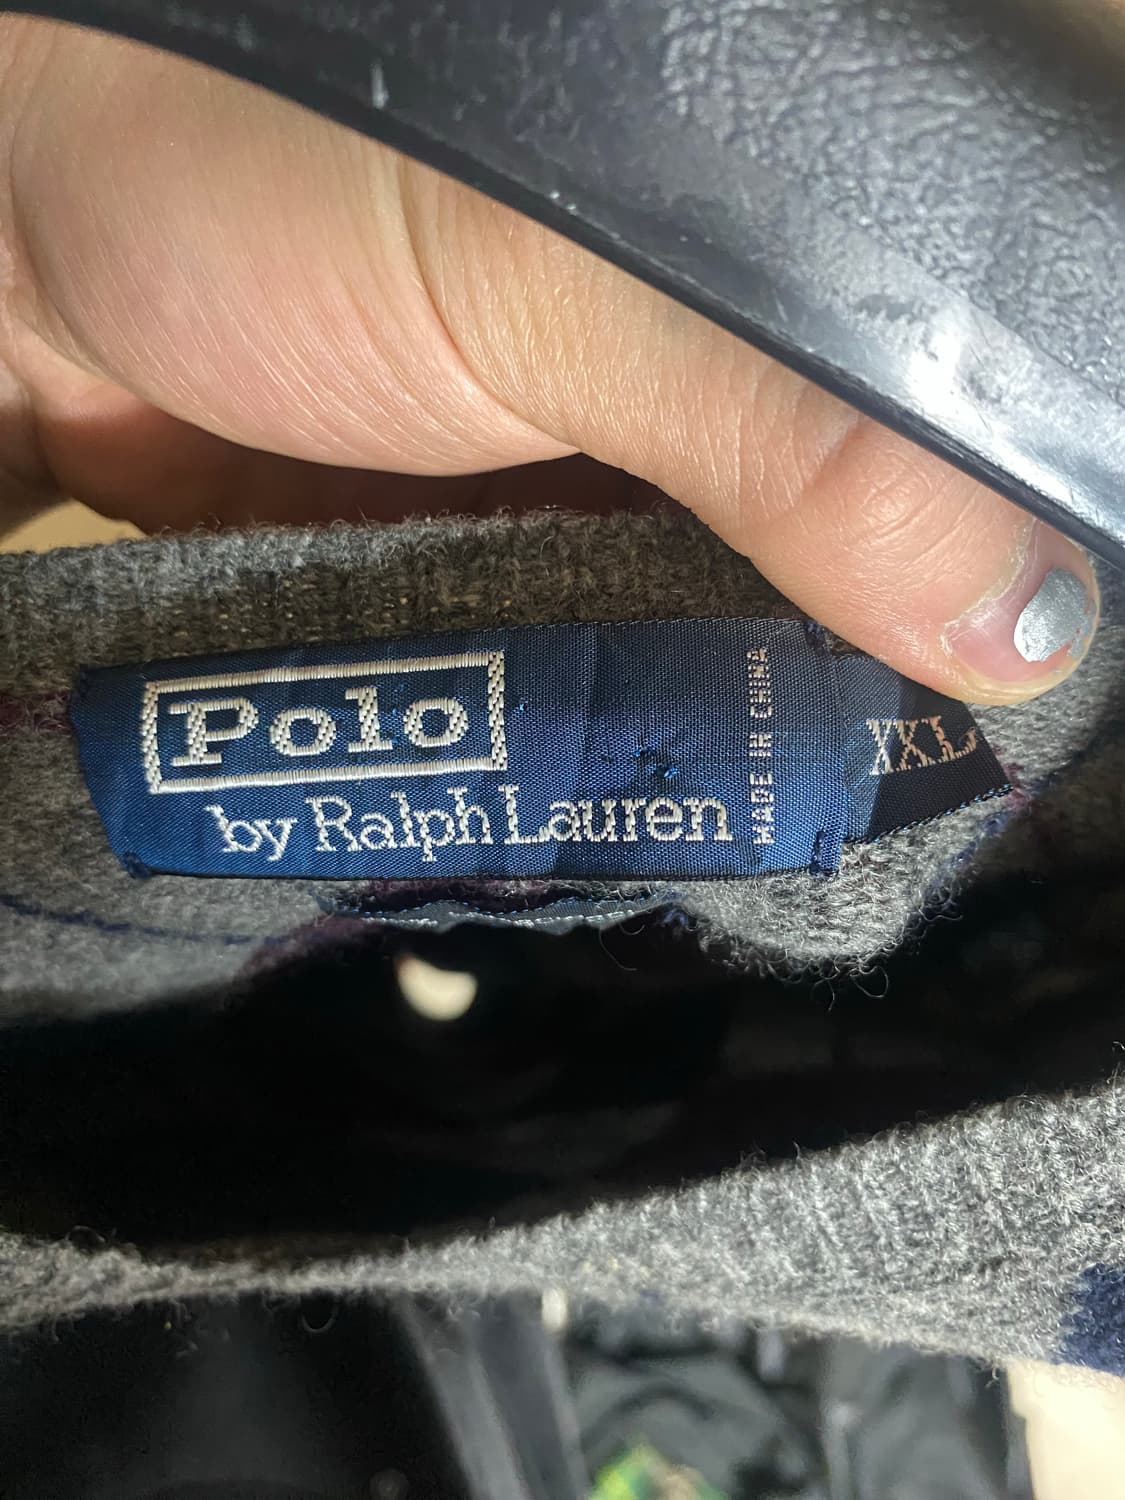 Polo
by Ralph Lauren
MADE IN CHINA
XXL